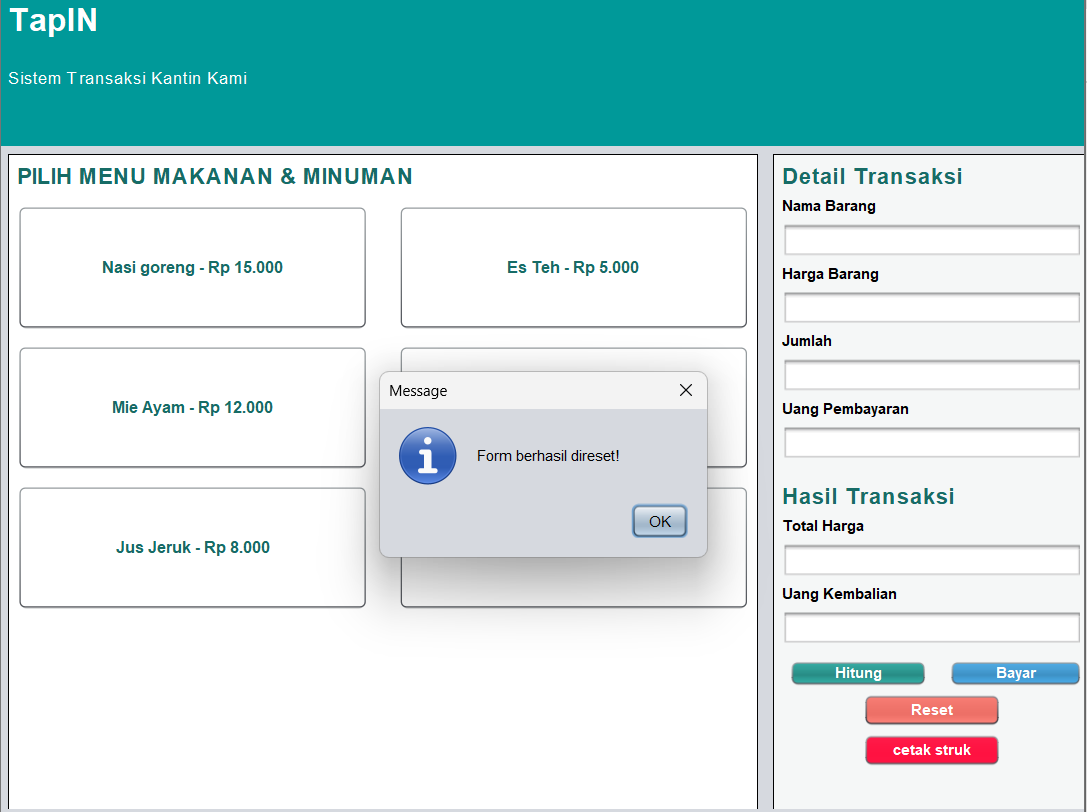 TapIN
Sistem Transaksi Kantin Kami
PILIH MENU MAKANAN & MINUMAN
Nasi goreng - Rp 15.000
Es Teh - Rp 5.000
Mie Ayam - Rp 12.000
Jus Jeruk - Rp 8.000
Message
Form berhasil direset!
OK
Detail Transaksi
Nama Barang
Harga Barang
Jumlah
Uang Pembayaran
Hasil Transaksi
Total Harga
Uang Kembalian
Hitung
Bayar
Reset
cetak struk